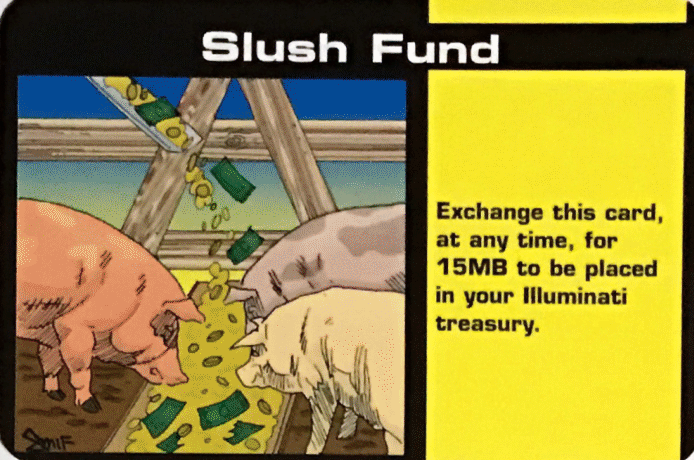 Slush Fund
Exchange this card,
at any time, for
15MB to be placed
in your Illuminati
treasury.